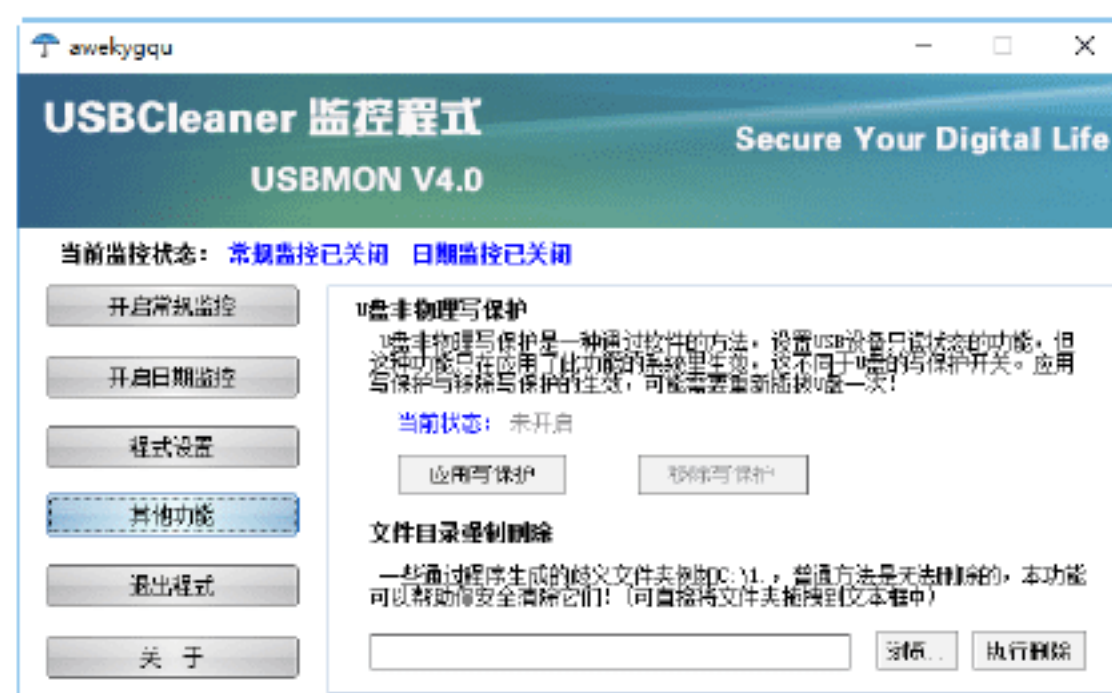 awekygqu
USBCleaner 监控程式
Secure Your Digital Life
USBMON V4.0
当前监控状态： 常规监控已关闭 日期监控已关闭
开启常规监控
开启日期监控
程式设置
其他功能
退出程式
关 于
U盘非物理写保护
U盘非物理写保护是一种通过软件的方法，设置USB设备只读状态的功能，但
这种功能只在应用了此功能的系统里生效，这不同于U盘的写保护开关。应用
写保护与移除写保护的生效，可能需要重新插拔U盘一次！
当前状态： 未开启
应用写保护 移除写保护
文件目录强制删除
一些通过程序生成的歧义文件夹例如C:\1.，普通方法是无法删除的，本功能
可以帮助你安全清除它们！(可直接将文件夹拖拽到文本框中)
浏览.. 执行删除